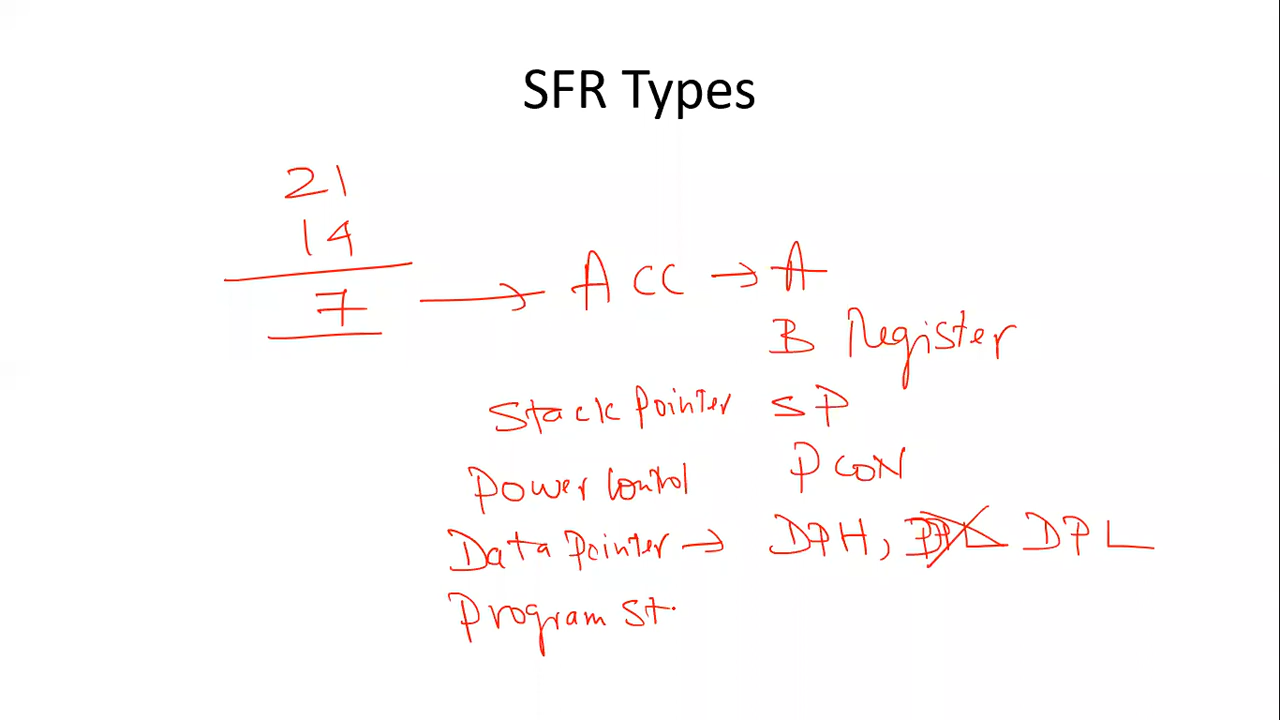 SFR Types
21
14
7 → ACC → A
B Register
Stack Pointer SP
Power Control PCON
Data Pointer → DPH, DPL
Program St